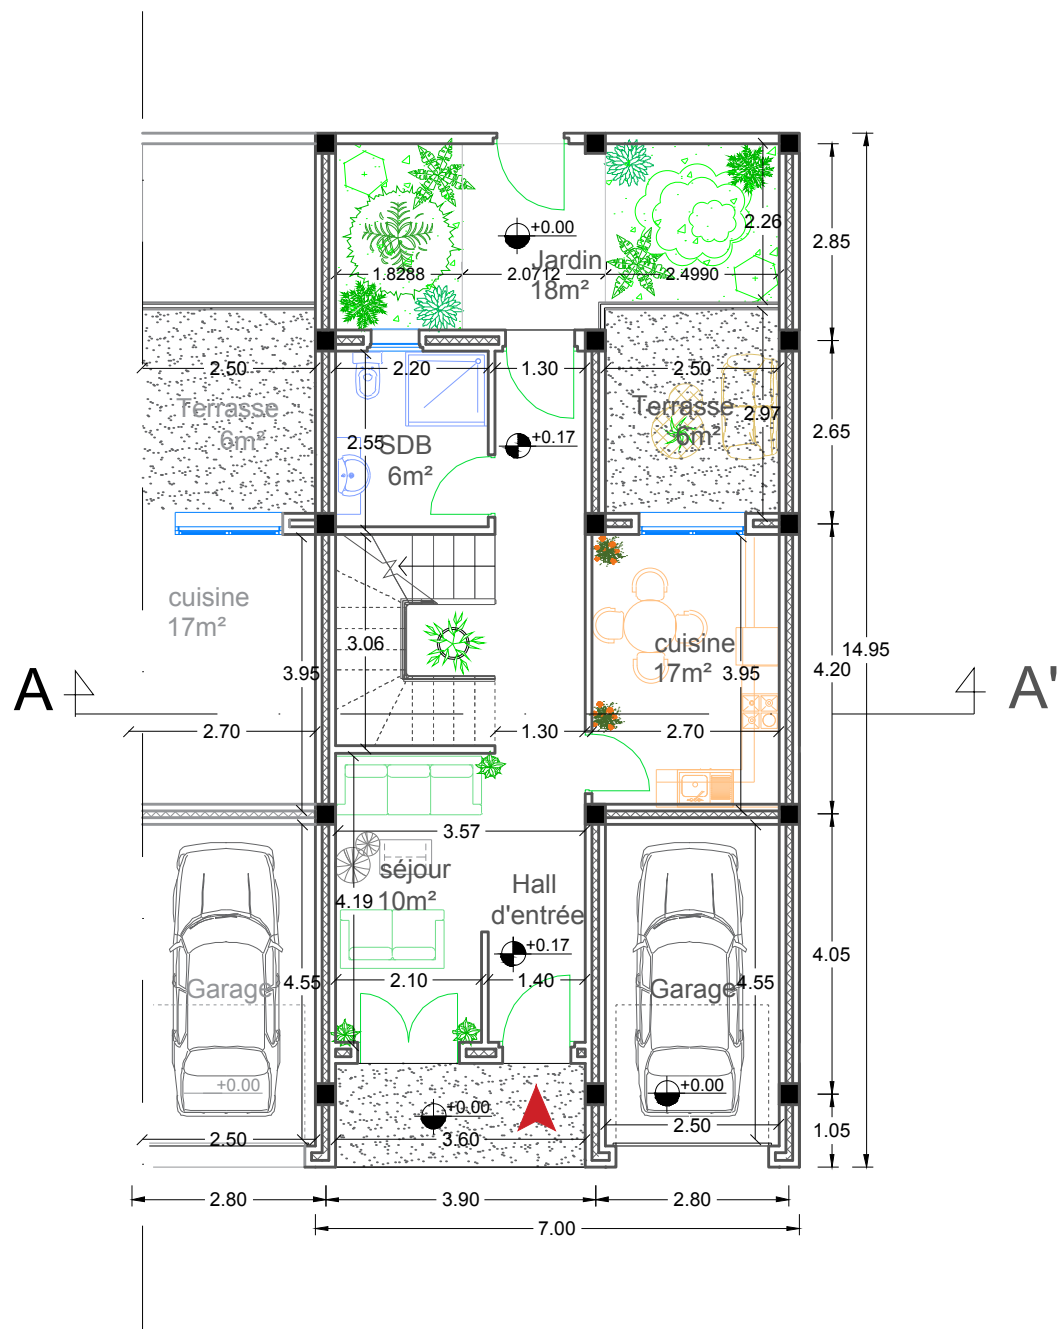 +0.00
2.26
Jardin
18m²
1.8288
2.0712
2.4990
2.85
2.50
2.20
1.30
2.50
Terrasse
6m²
Terrasse
6m²
2.97
2.55
SDB
6m²
+0.17
2.65
cuisine
17m²
3.06
cuisine
17m²
3.95
3.95
4.20
14.95
A
A'
2.70
1.30
2.70
3.57
séjour
10m²
4.19
Hall
d'entrée
+0.17
4.05
Garage
4.55
2.10
1.40
Garage
4.55
+0.00
+0.00
+0.00
2.50
3.60
2.50
1.05
2.80
3.90
2.80
7.00